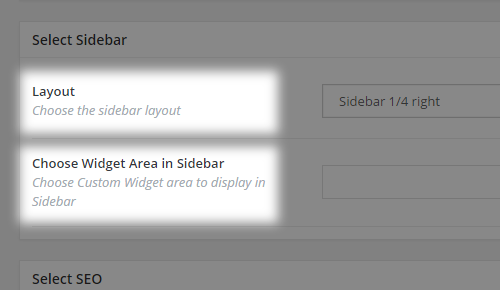 Select Sidebar
Layout
Choose the sidebar layout
Sidebar 1/4 right
Choose Widget Area in Sidebar
Choose Custom Widget area to display in
Sidebar
Select SEO